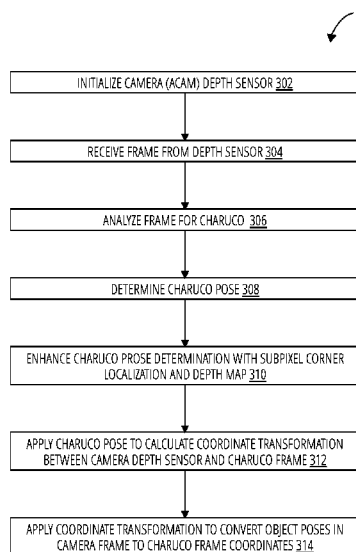 INITIALIZE CAMERA (ACAM) DEPTH SENSOR 302
RECEIVE FRAME FROM DEPTH SENSOR 304
ANALYZE FRAME FOR CHARUCO 306
DETERMINE CHARUCO POSE 308
ENHANCE CHARUCO PROSE DETERMINATION WITH SUBPIXEL CORNER
LOCALIZATION AND DEPTH MAP 310
APPLY CHARUCO POSE TO CALCULATE COORDINATE TRANSFORMATION
BETWEEN CAMERA DEPTH SENSOR AND CHARUCO FRAME 312
APPLY COORDINATE TRANSFORMATION TO CONVERT OBJECT POSES IN
CAMERA FRAME TO CHARUCO FRAME COORDINATES 314